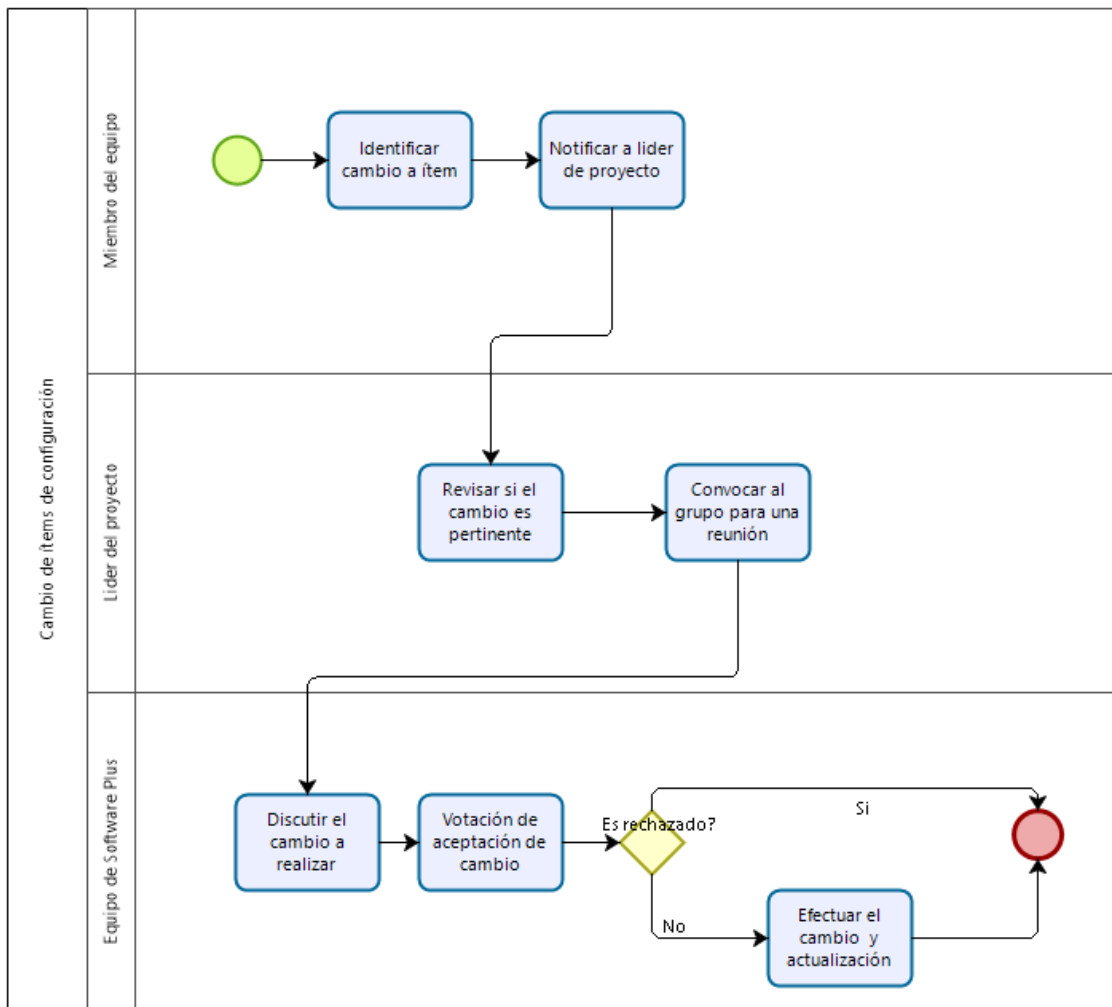 Cambio de ítems de configuración
Miembro del equipo
Identificar
cambio a ítem
Notificar a lider
de proyecto
Lider del proyecto
Revisar si el
cambio es
pertinente
Convocar al
grupo para una
reunión
Equipo de Software Plus
Discutir el
cambio a
realizar
Votación de
aceptación de
cambio
Es rechazado?
Si
No
Efectuar el
cambio y
actualización